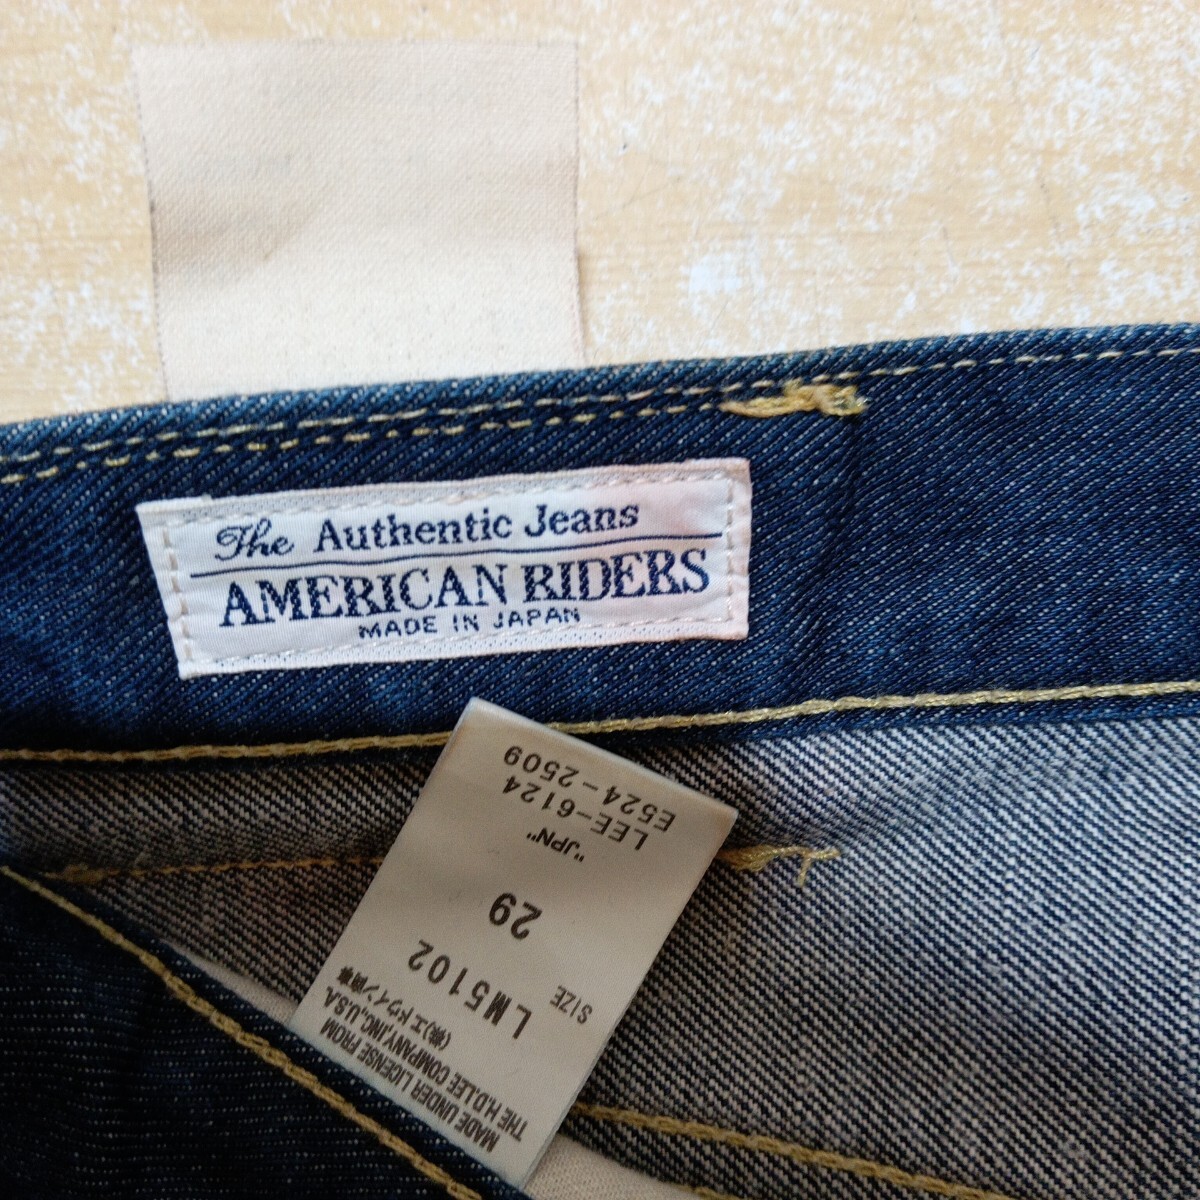 The Authentic Jeans
AMERICAN RIDERS
MADE IN JAPAN
MADE UNDER LICENSE FROM
THE H.D.LEE COMPANY,INC.,U.S.A.
(株)エドウイン商事
LM5102
SIZE
29
"JPN"
LEE-6124
E524-2509